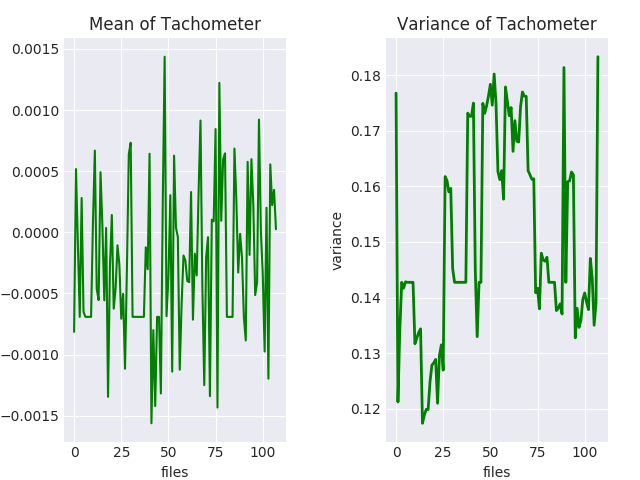 Mean of Tachometer
0.0015
0.0010
0.0005
0.0000
−0.0005
−0.0010
−0.0015
0 25 50 75 100
files
Variance of Tachometer
variance
0.18
0.17
0.16
0.15
0.14
0.13
0.12
0 25 50 75 100
files